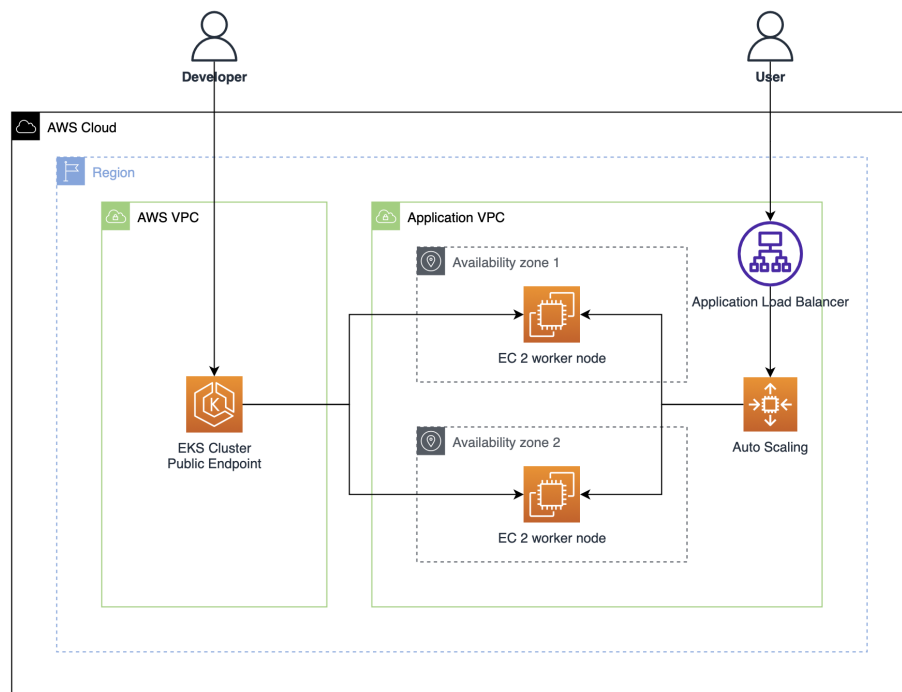 Developer
User
AWS Cloud
Region
AWS VPC
Application VPC
Availability zone 1
Application Load Balancer
EC 2 worker node
EKS Cluster
Public Endpoint
Availability zone 2
Auto Scaling
EC 2 worker node